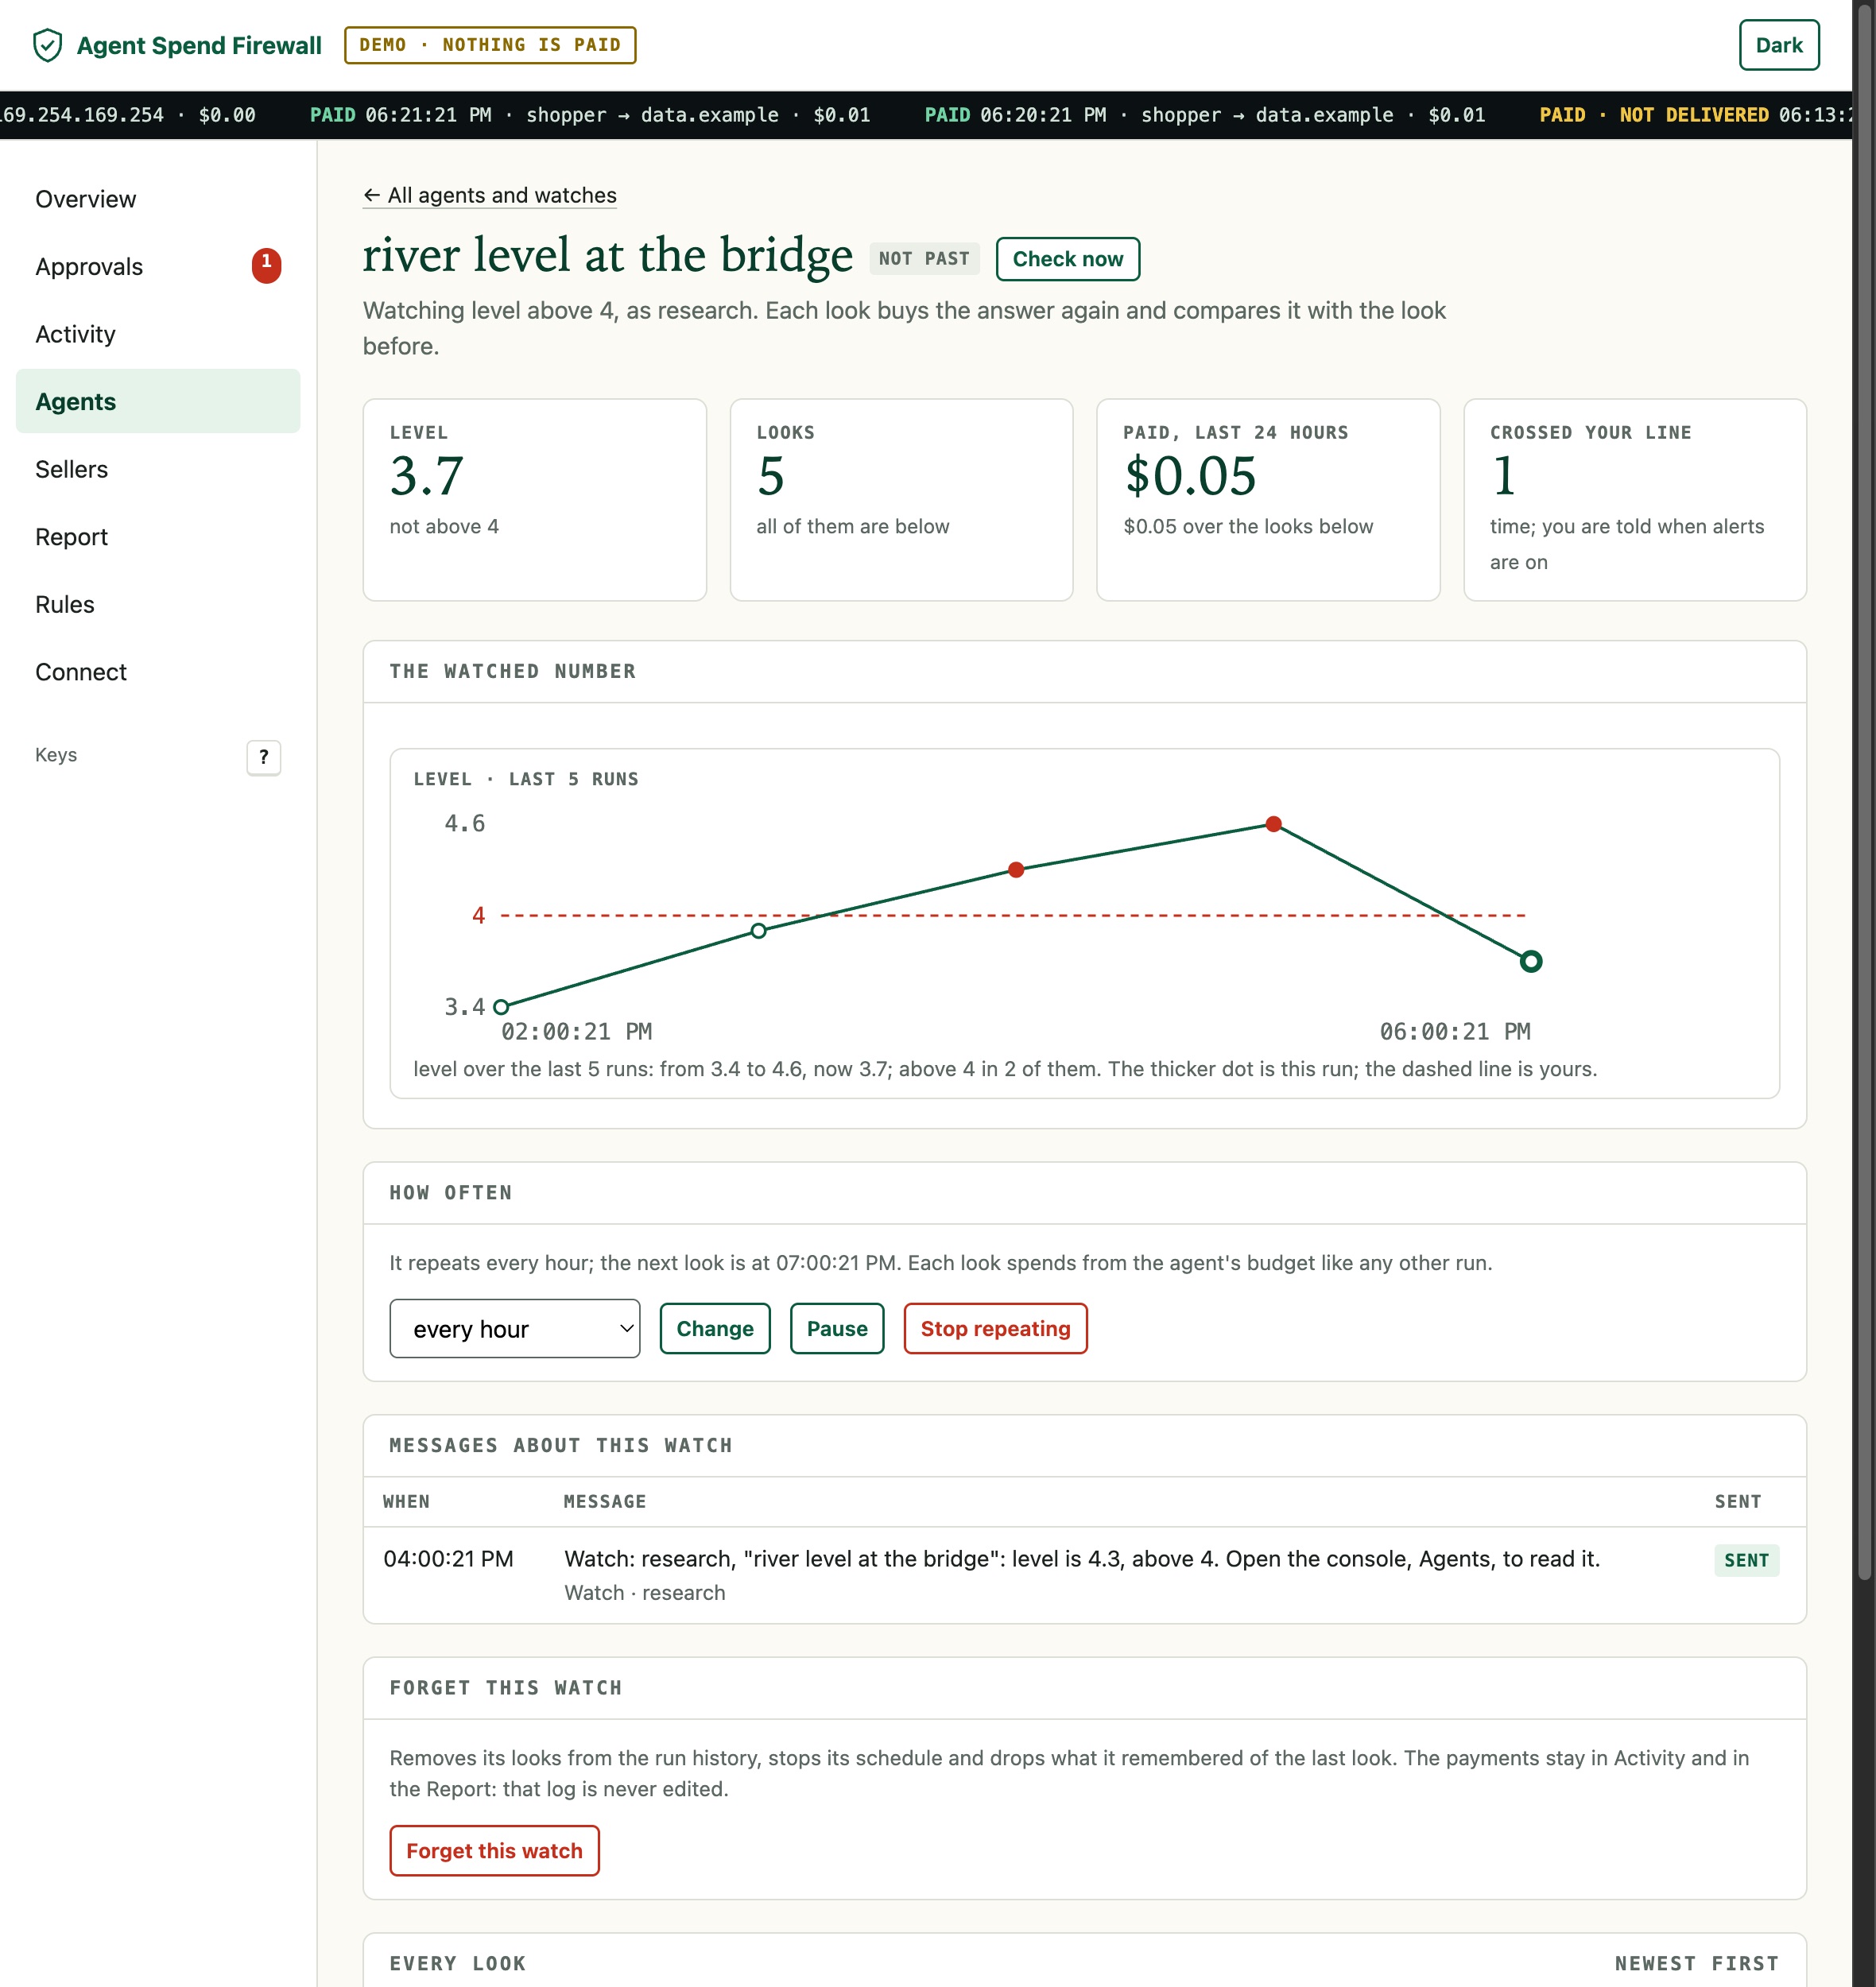 Agent Spend Firewall
DEMO · NOTHING IS PAID
Dark
69.254.169.254 · $0.00 PAID 06:21:21 PM · shopper → data.example · $0.01 PAID 06:20:21 PM · shopper → data.example · $0.01 PAID · NOT DELIVERED 06:13:
Overview
Approvals 1
Activity
Agents
Sellers
Report
Rules
Connect
Keys ?
← All agents and watches
river level at the bridge NOT PAST Check now
Watching level above 4, as research. Each look buys the answer again and compares it with the look
before.
LEVEL
3.7
not above 4
LOOKS
5
all of them are below
PAID, LAST 24 HOURS
$0.05
$0.05 over the looks below
CROSSED YOUR LINE
1
time; you are told when alerts
are on
THE WATCHED NUMBER
LEVEL · LAST 5 RUNS
4.6
4
3.4
02:00:21 PM 06:00:21 PM
level over the last 5 runs: from 3.4 to 4.6, now 3.7; above 4 in 2 of them. The thicker dot is this run; the dashed line is yours.
HOW OFTEN
It repeats every hour; the next look is at 07:00:21 PM. Each look spends from the agent's budget like any other run.
every hour Change Pause Stop repeating
MESSAGES ABOUT THIS WATCH
WHEN MESSAGE SENT
04:00:21 PM Watch: research, "river level at the bridge": level is 4.3, above 4. Open the console, Agents, to read it. SENT
Watch · research
FORGET THIS WATCH
Removes its looks from the run history, stops its schedule and drops what it remembered of the last look. The payments stay in Activity and in
the Report: that log is never edited.
Forget this watch
EVERY LOOK NEWEST FIRST